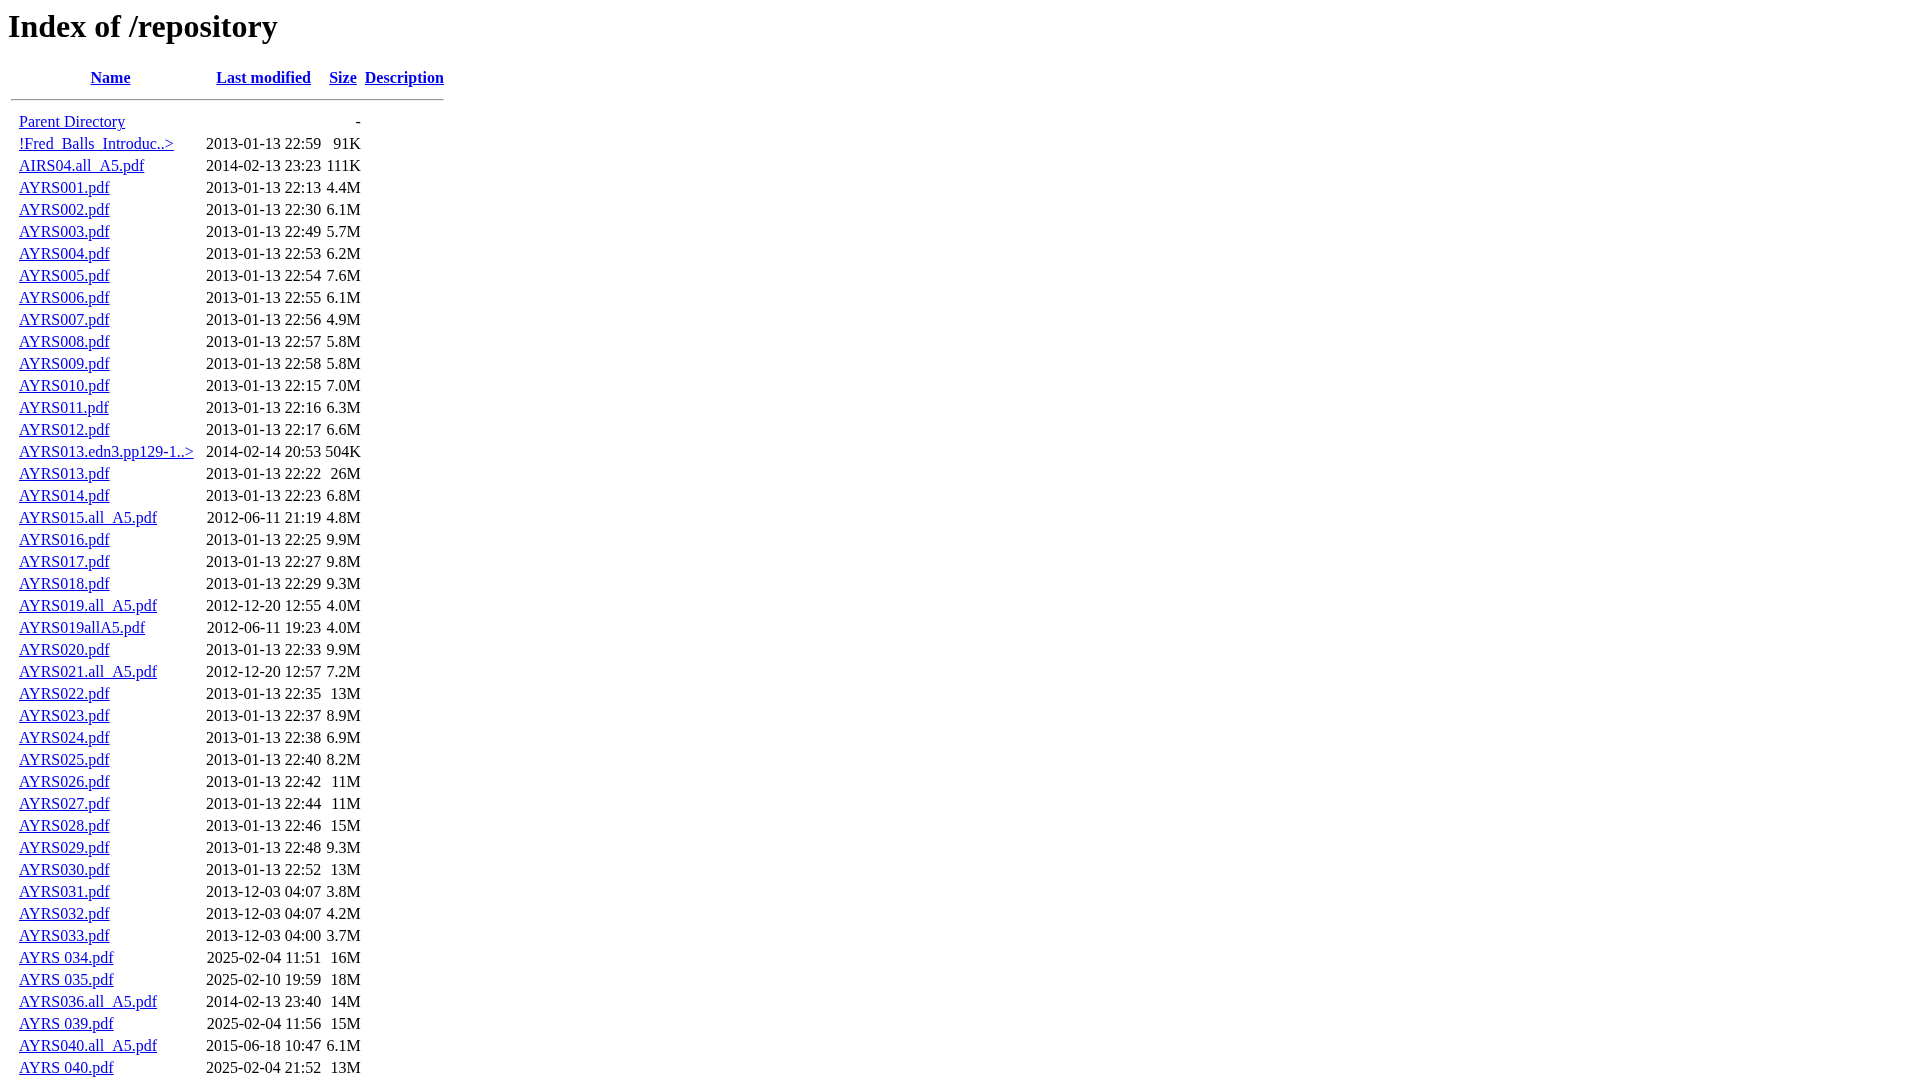 Index of /repository
Name Last modified Size Description
Parent Directory -
!Fred_Balls_Introduc..> 2013-01-13 22:59 91K
AIRS04.all_A5.pdf 2014-02-13 23:23 111K
AYRS001.pdf 2013-01-13 22:13 4.4M
AYRS002.pdf 2013-01-13 22:30 6.1M
AYRS003.pdf 2013-01-13 22:49 5.7M
AYRS004.pdf 2013-01-13 22:53 6.2M
AYRS005.pdf 2013-01-13 22:54 7.6M
AYRS006.pdf 2013-01-13 22:55 6.1M
AYRS007.pdf 2013-01-13 22:56 4.9M
AYRS008.pdf 2013-01-13 22:57 5.8M
AYRS009.pdf 2013-01-13 22:58 5.8M
AYRS010.pdf 2013-01-13 22:15 7.0M
AYRS011.pdf 2013-01-13 22:16 6.3M
AYRS012.pdf 2013-01-13 22:17 6.6M
AYRS013.edn3.pp129-1..> 2014-02-14 20:53 504K
AYRS013.pdf 2013-01-13 22:22 26M
AYRS014.pdf 2013-01-13 22:23 6.8M
AYRS015.all_A5.pdf 2012-06-11 21:19 4.8M
AYRS016.pdf 2013-01-13 22:25 9.9M
AYRS017.pdf 2013-01-13 22:27 9.8M
AYRS018.pdf 2013-01-13 22:29 9.3M
AYRS019.all_A5.pdf 2012-12-20 12:55 4.0M
AYRS019allA5.pdf 2012-06-11 19:23 4.0M
AYRS020.pdf 2013-01-13 22:33 9.9M
AYRS021.all_A5.pdf 2012-12-20 12:57 7.2M
AYRS022.pdf 2013-01-13 22:35 13M
AYRS023.pdf 2013-01-13 22:37 8.9M
AYRS024.pdf 2013-01-13 22:38 6.9M
AYRS025.pdf 2013-01-13 22:40 8.2M
AYRS026.pdf 2013-01-13 22:42 11M
AYRS027.pdf 2013-01-13 22:44 11M
AYRS028.pdf 2013-01-13 22:46 15M
AYRS029.pdf 2013-01-13 22:48 9.3M
AYRS030.pdf 2013-01-13 22:52 13M
AYRS031.pdf 2013-12-03 04:07 3.8M
AYRS032.pdf 2013-12-03 04:07 4.2M
AYRS033.pdf 2013-12-03 04:00 3.7M
AYRS 034.pdf 2025-02-04 11:51 16M
AYRS 035.pdf 2025-02-10 19:59 18M
AYRS036.all_A5.pdf 2014-02-13 23:40 14M
AYRS 039.pdf 2025-02-04 11:56 15M
AYRS040.all_A5.pdf 2015-06-18 10:47 6.1M
AYRS 040.pdf 2025-02-04 21:52 13M